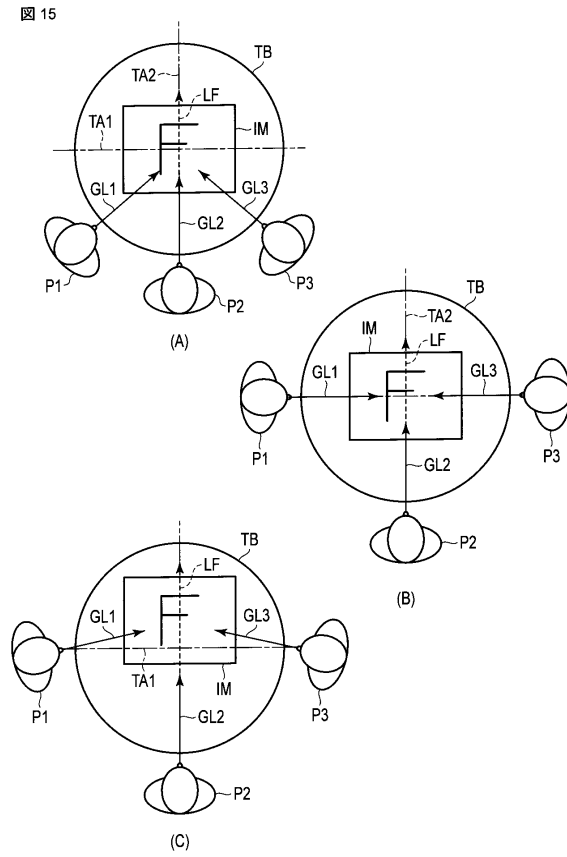 図 15
TB
TA2
LF
TA1
IM
GL1
GL3
GL2
P1
P3
P2
(A)
TB
TA2
IM
LF
GL1
GL3
P1
P3
GL2
P2
(B)
TB
LF
GL1
GL3
TA1
IM
P1
P3
GL2
P2
(C)